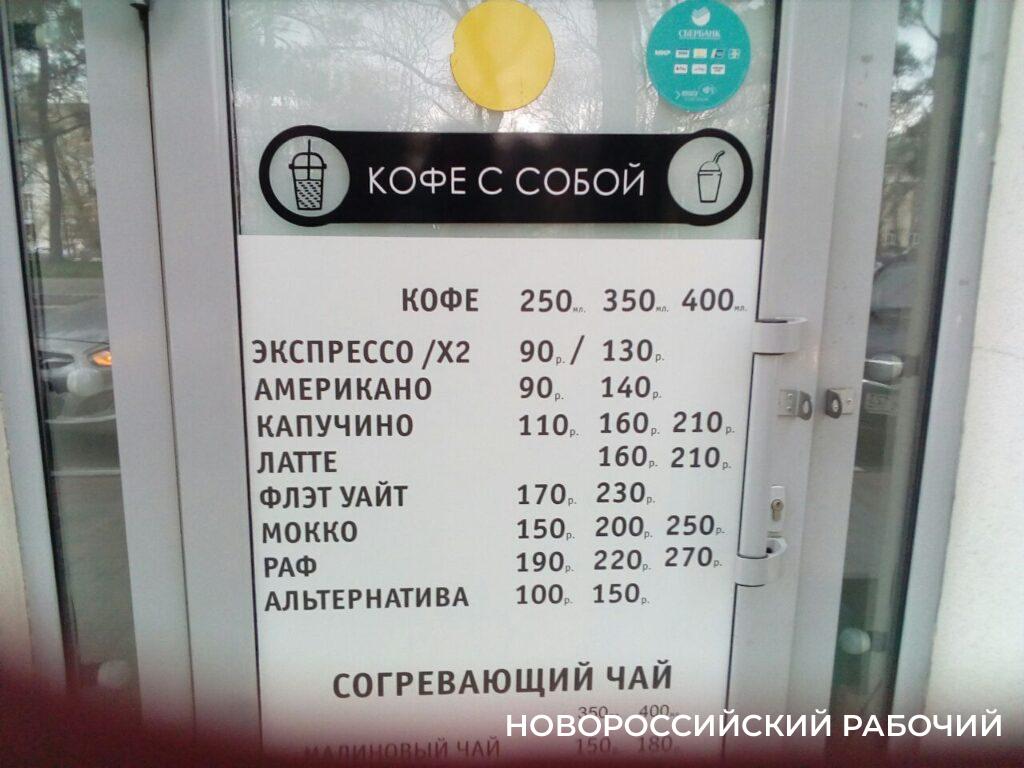 СБЕРБАНК
МИР
КОФЕ С СОБОЙ
КОФЕ 250мл. 350мл. 400мл.
ЭКСПРЕССО /Х2 90р. / 130р.
АМЕРИКАНО 90р. 140р.
КАПУЧИНО 110р. 160р. 210р.
ЛАТТЕ 160р. 210р.
ФЛЭТ УАЙТ 170р. 230р.
МОККО 150р. 200р. 250р.
РАФ 190р. 220р. 270р.
АЛЬТЕРНАТИВА 100р. 150р.
СОГРЕВАЮЩИЙ ЧАЙ
350 400
НОВОРОССИЙСКИЙ РАБОЧИЙ
МАЛИНОВЫЙ ЧАЙ 150р. 180р.